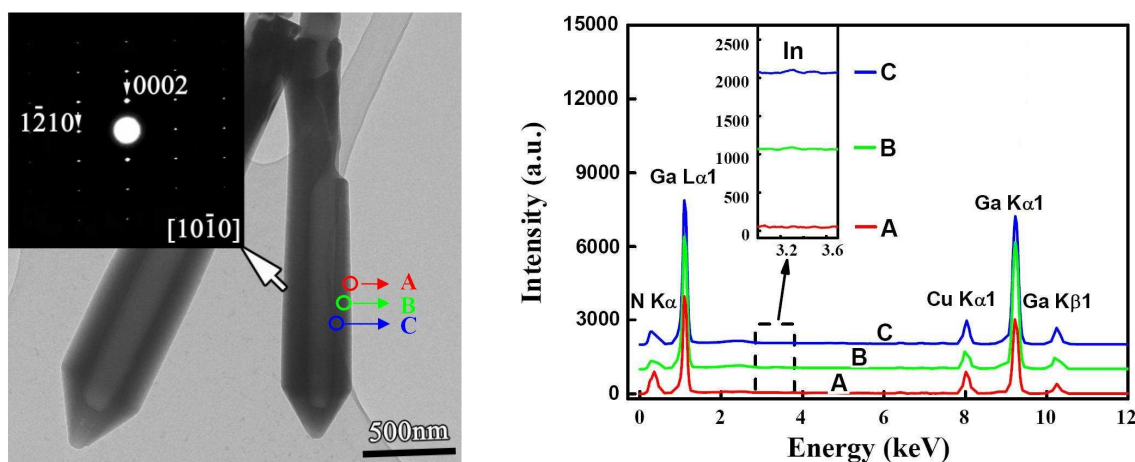 0002
1̄210
[101̄0]
A
B
C
500nm
15000
12000
9000
6000
3000
0
Intensity (a.u.)
2500
2000
1500
1000
500
0
In
3.2
3.6
C
B
A
Ga Lα1
Ga Kα1
N Kα
Cu Kα1
Ga Kβ1
C
B
A
0
2
4
6
8
10
12
Energy (keV)